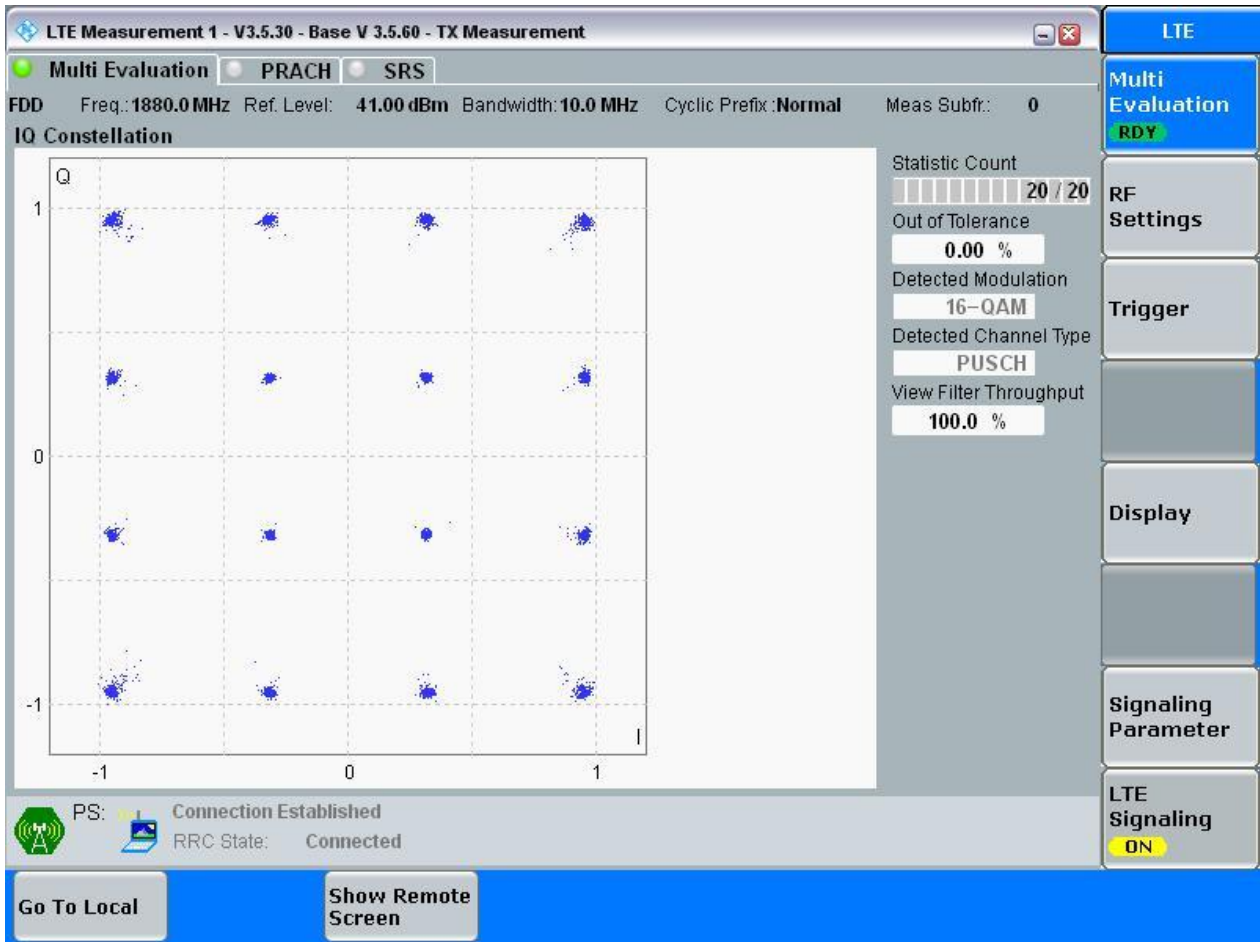 LTE Measurement 1 - V3.5.30 - Base V 3.5.60 - TX Measurement
LTE
Multi Evaluation PRACH SRS
Multi
Evaluation
RDY
FDD Freq.: 1880.0 MHz Ref. Level: 41.00 dBm Bandwidth: 10.0 MHz Cyclic Prefix : Normal Meas Subfr.: 0
IQ Constellation
Q
1
0
-1
-1 0 1
I
Statistic Count
20 / 20
Out of Tolerance
0.00 %
Detected Modulation
16-QAM
Detected Channel Type
PUSCH
View Filter Throughput
100.0 %
RF
Settings
Trigger
Display
Signaling
Parameter
LTE
Signaling
ON
PS: Connection Established
RRC State: Connected
Go To Local
Show Remote
Screen